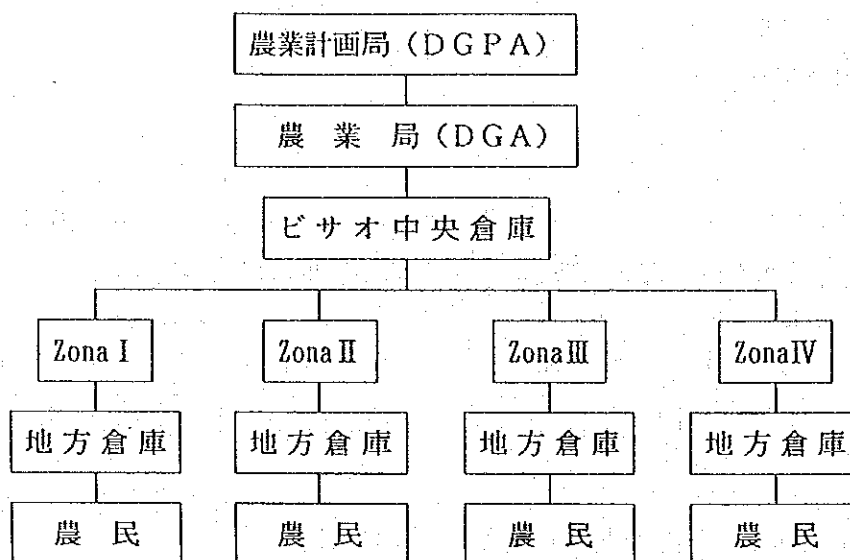 農業計画局(DGPA)
農業局(DGA)
ビサオ中央倉庫
Zona I Zona II Zona III Zona IV
地方倉庫 地方倉庫 地方倉庫 地方倉庫
農民 農民 農民 農民